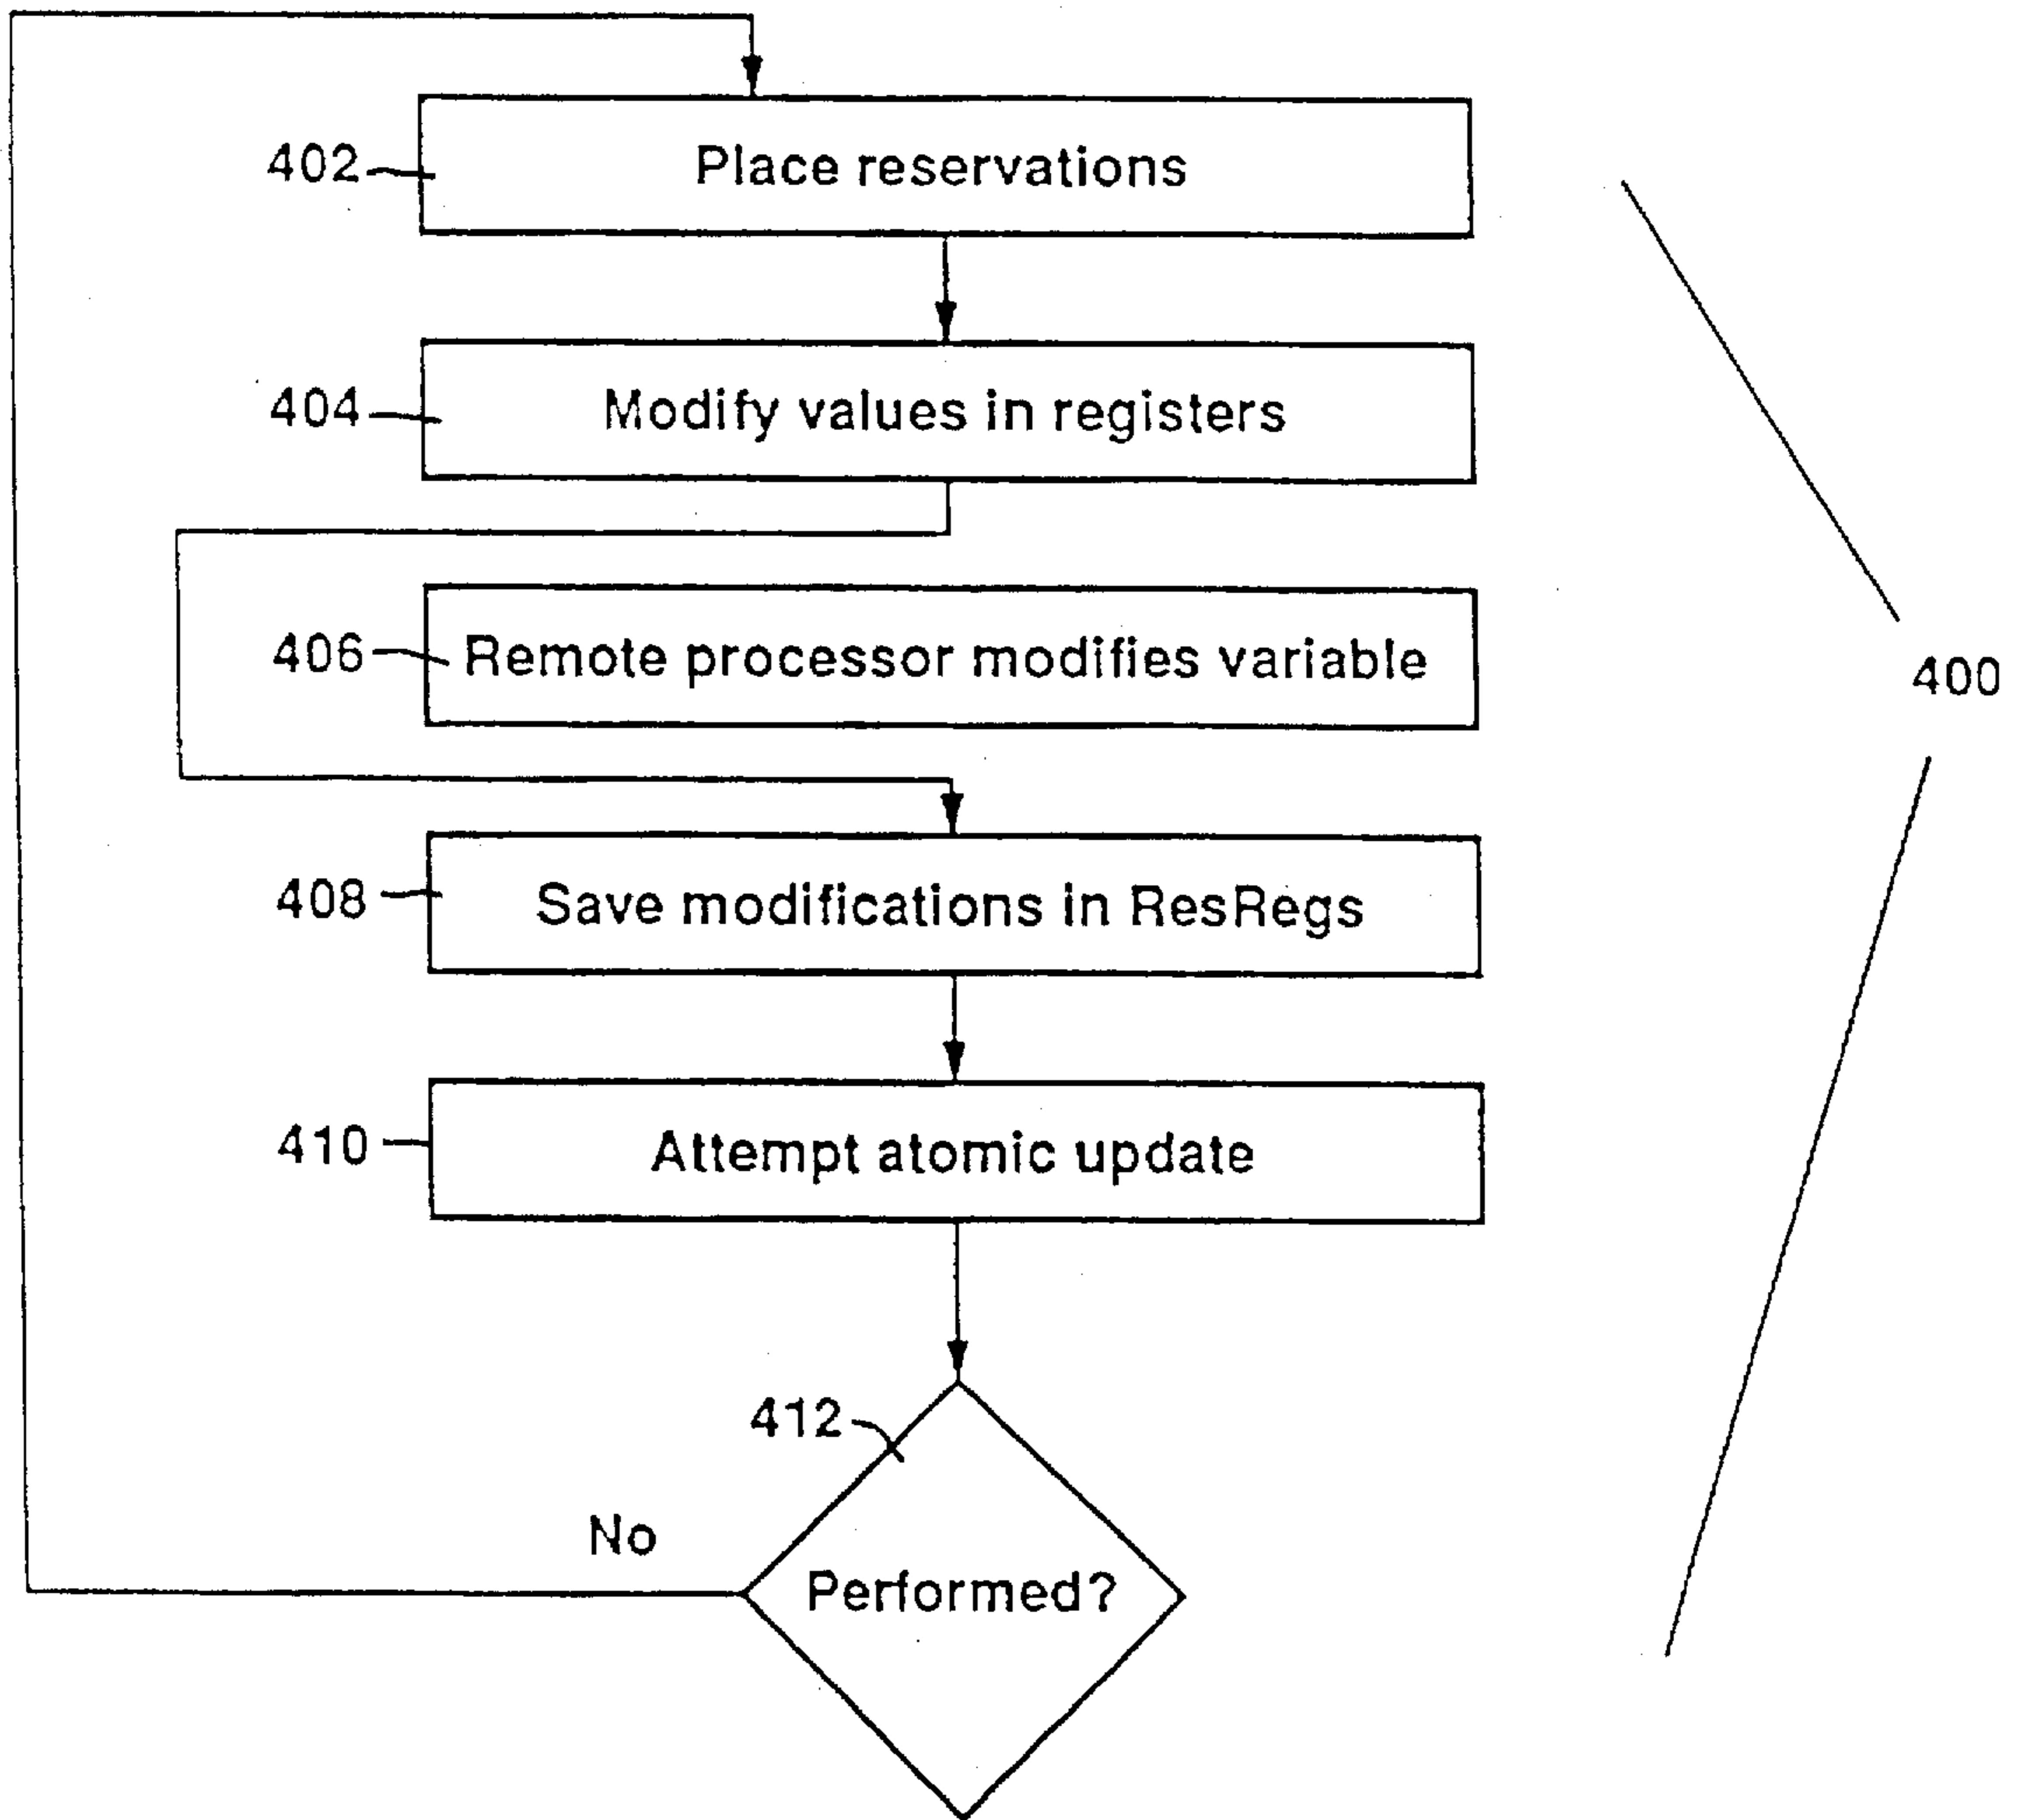 402
Place reservations
404
Modify values in registers
406
Remote processor modifies variable
400
408
Save modifications in ResRegs
410
Attempt atomic update
412
No
Performed?